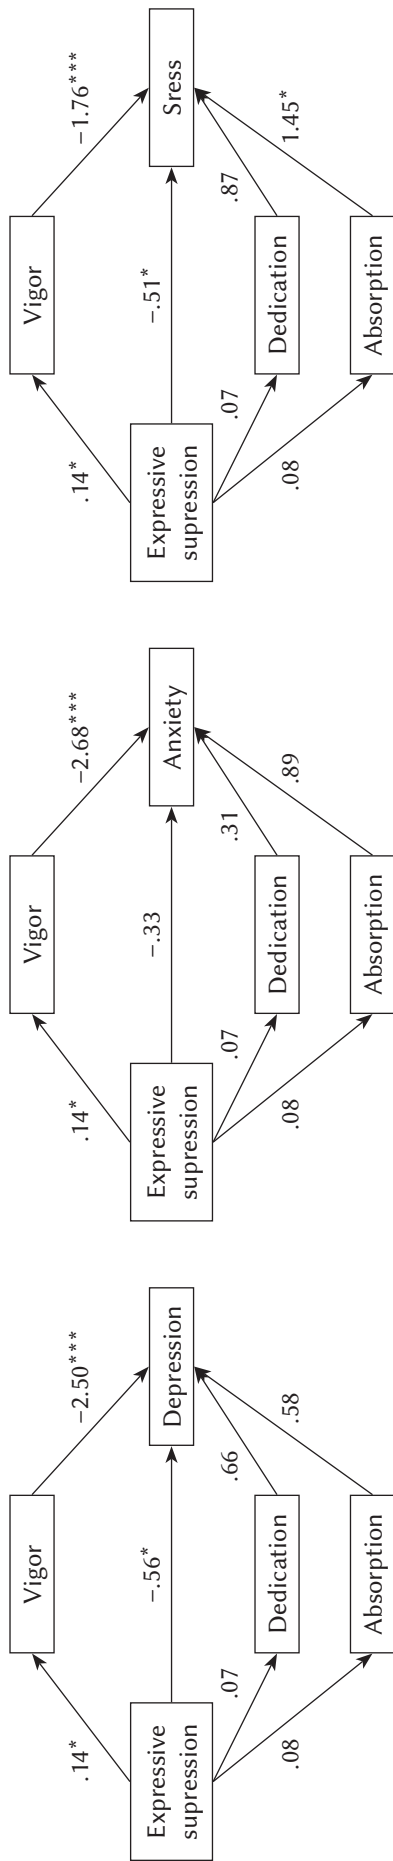 Vigor
.14*
−2.50***
Expressive
supression
−.56*
Depression
.07
.66
Dedication
.08
.58
Absorption
Vigor
.14*
−2.68***
Expressive
supression
−.33
Anxiety
.07
.31
Dedication
.08
.89
Absorption
Vigor
.14*
−1.76***
Expressive
supression
−.51*
Sress
.07
.87
Dedication
.08
1.45*
Absorption